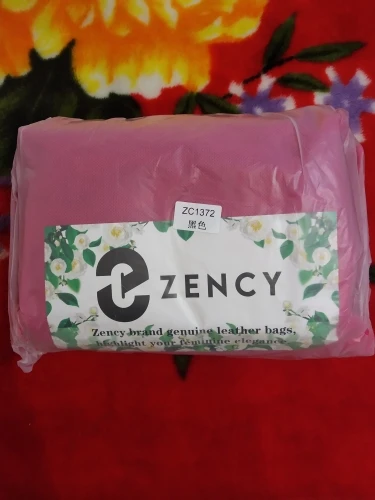 ZC1372
黑色
ZENCY
Zency brand genuine leather bags,
highlight your feminine elegance.